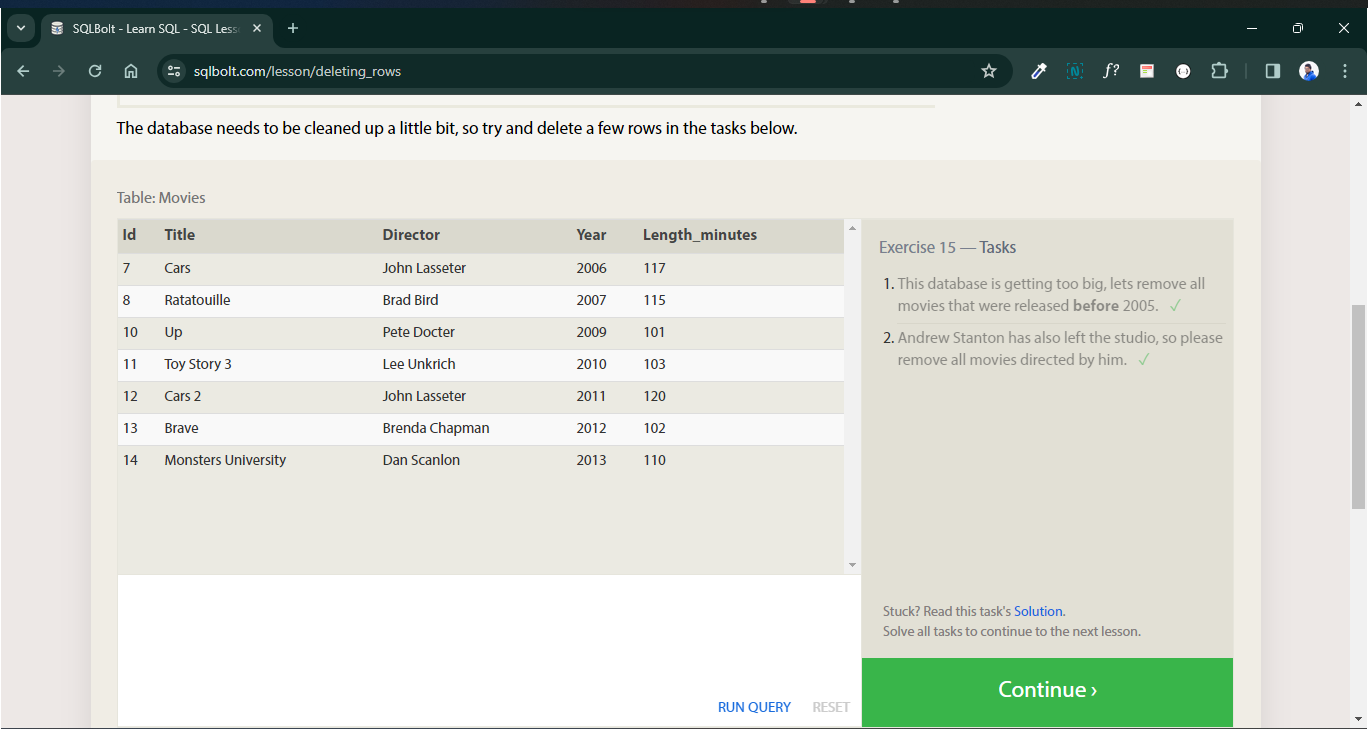 SQLBolt - Learn SQL - SQL Less
sqlbolt.com/lesson/deleting_rows
f?
The database needs to be cleaned up a little bit, so try and delete a few rows in the tasks below.
Table: Movies
Id Title Director Year Length_minutes
7 Cars John Lasseter 2006 117
8 Ratatouille Brad Bird 2007 115
10 Up Pete Docter 2009 101
11 Toy Story 3 Lee Unkrich 2010 103
12 Cars 2 John Lasseter 2011 120
13 Brave Brenda Chapman 2012 102
14 Monsters University Dan Scanlon 2013 110
RUN QUERY RESET
Exercise 15 — Tasks
1. This database is getting too big, lets remove all
movies that were released before 2005. ✓
2. Andrew Stanton has also left the studio, so please
remove all movies directed by him. ✓
Stuck? Read this task's Solution.
Solve all tasks to continue to the next lesson.
Continue ›